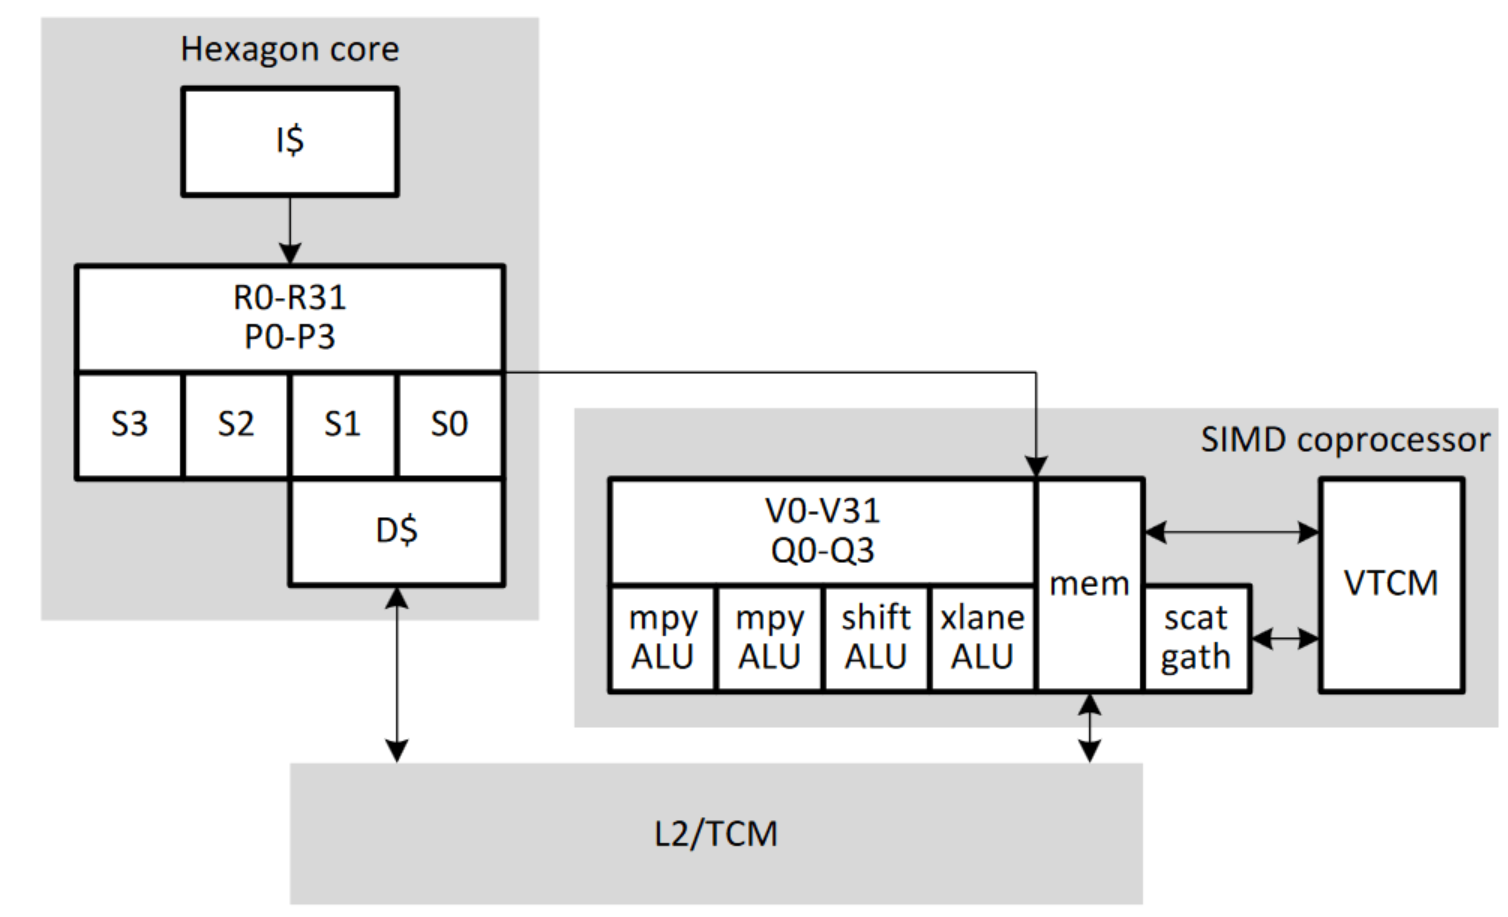 Hexagon core
I$
R0-R31
P0-P3
S3
S2
S1
S0
D$
SIMD coprocessor
V0-V31
Q0-Q3
mpy
ALU
mpy
ALU
shift
ALU
xlane
ALU
mem
scat
gath
VTCM
L2/TCM